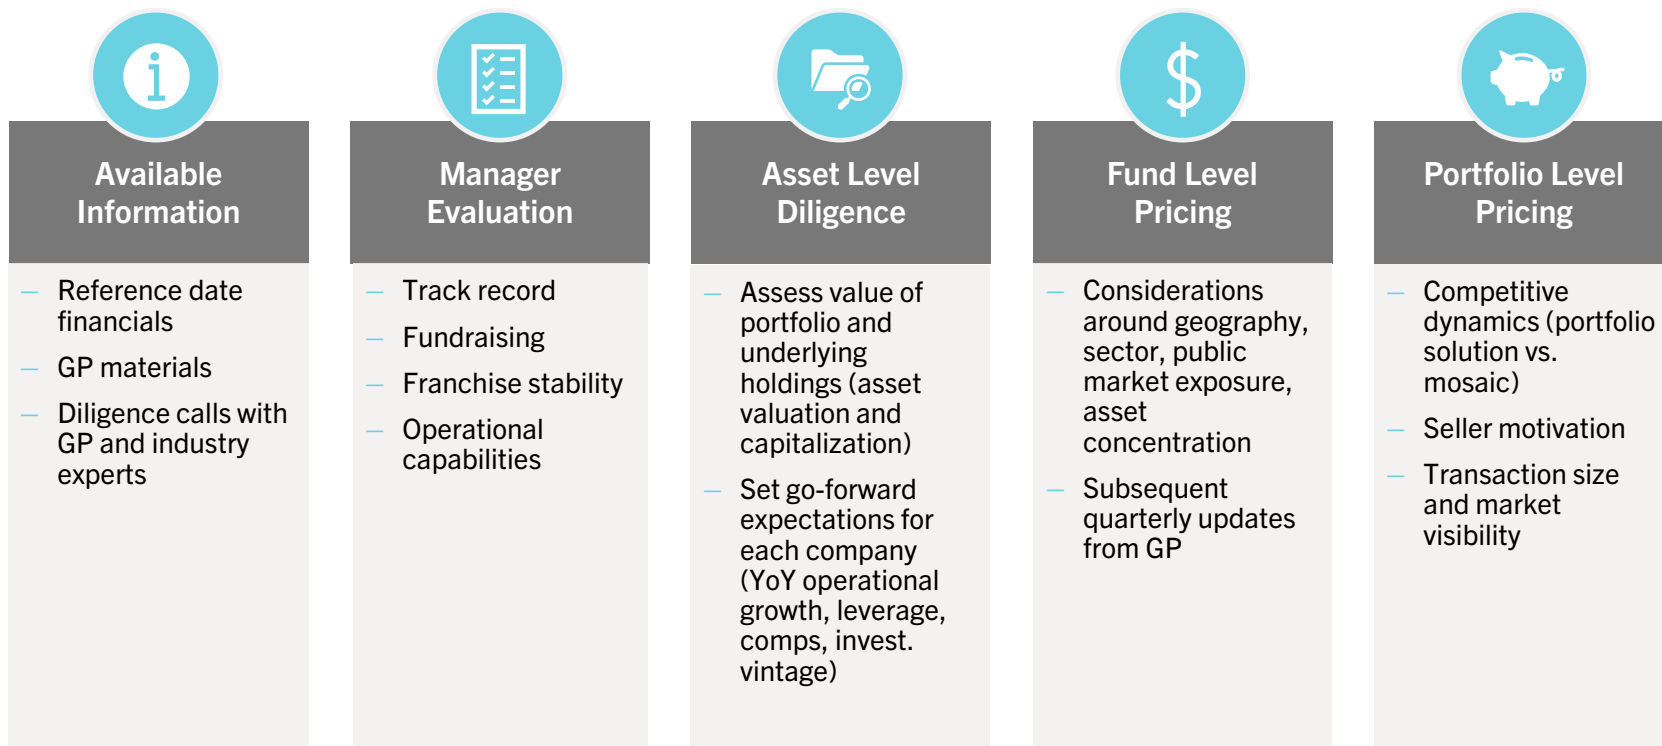 Available
Information
— Reference date
financials
— GP materials
— Diligence calls with
GP and industry
experts
Manager
Evaluation
— Track record
— Fundraising
— Franchise stability
— Operational
capabilities
Asset Level
Diligence
— Assess value of
portfolio and
underlying
holdings (asset
valuation and
capitalization)
— Set go-forward
expectations for
each company
(YoY operational
growth, leverage,
comps, invest.
vintage)
Fund Level
Pricing
— Considerations
around geography,
sector, public
market exposure,
asset
concentration
— Subsequent
quarterly updates
from GP
Portfolio Level
Pricing
— Competitive
dynamics (portfolio
solution vs.
mosaic)
— Seller motivation
— Transaction size
and market
visibility